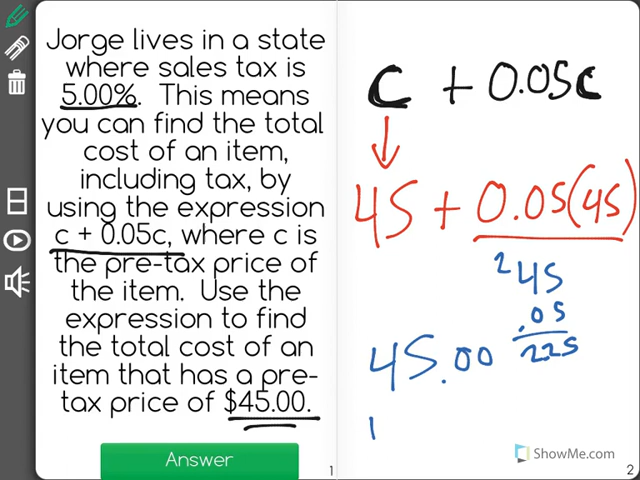 Jorge lives in a state
where sales tax is
5.00%. This means
you can find the total
cost of an item,
including tax, by
using the expression
c + 0.05c, where c is
the pre-tax price of
the item. Use the
expression to find
the total cost of an
item that has a pre-
tax price of $45.00.
Answer
1
c + 0.05c
45 + 0.05(45)
2
45
.05
225
45.00
ShowMe.com
2